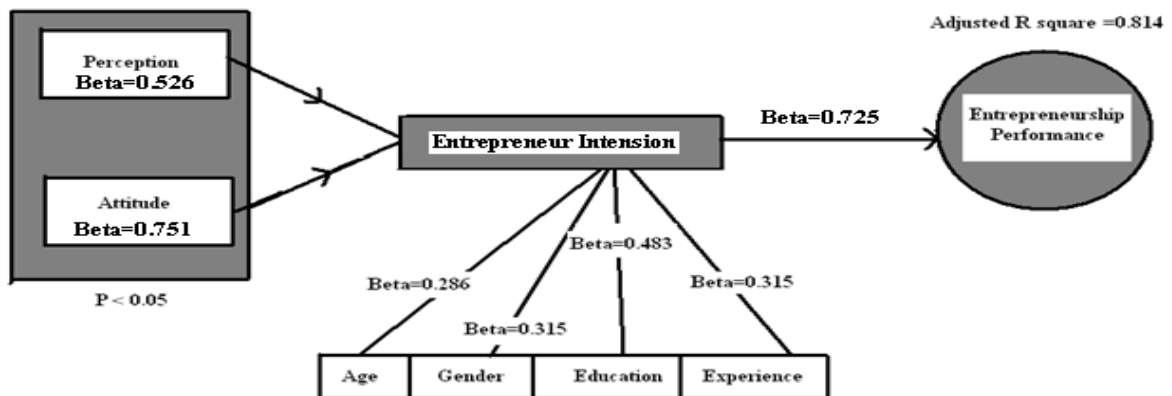 Adjusted R square =0.814
Perception
Beta=0.526
Attitude
Beta=0.751
P < 0.05
Entrepreneur Intension
Beta=0.725
Entrepreneurship
Performance
Beta=0.286
Beta=0.315
Beta=0.483
Beta=0.315
Age
Gender
Education
Experience